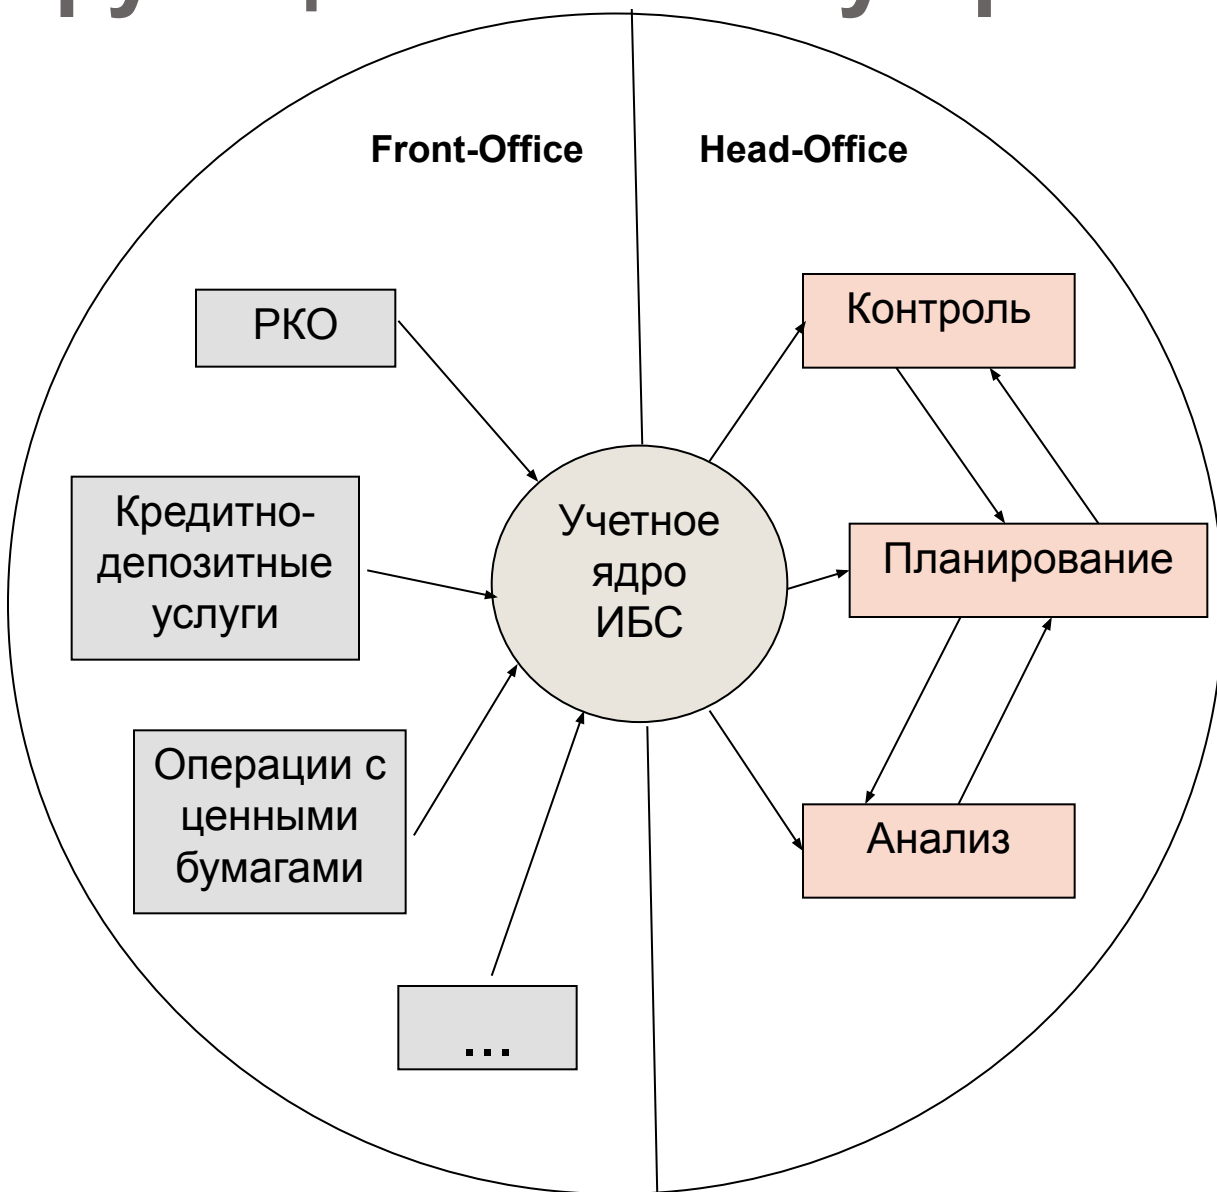 Front-Office
Head-Office
РКО
Кредитно-
депозитные
услуги
Операции с
ценными
бумагами
...
Учетное
ядро
ИБС
Контроль
Планирование
Анализ